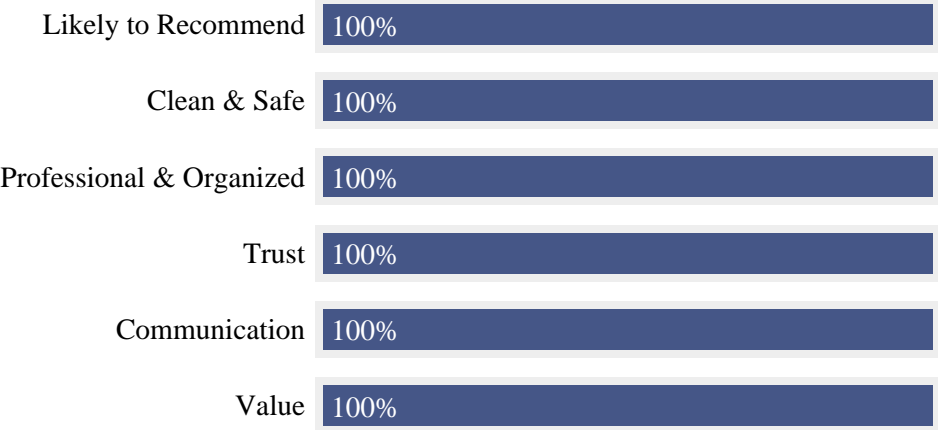 Likely to Recommend 100%
Clean & Safe 100%
Professional & Organized 100%
Trust 100%
Communication 100%
Value 100%